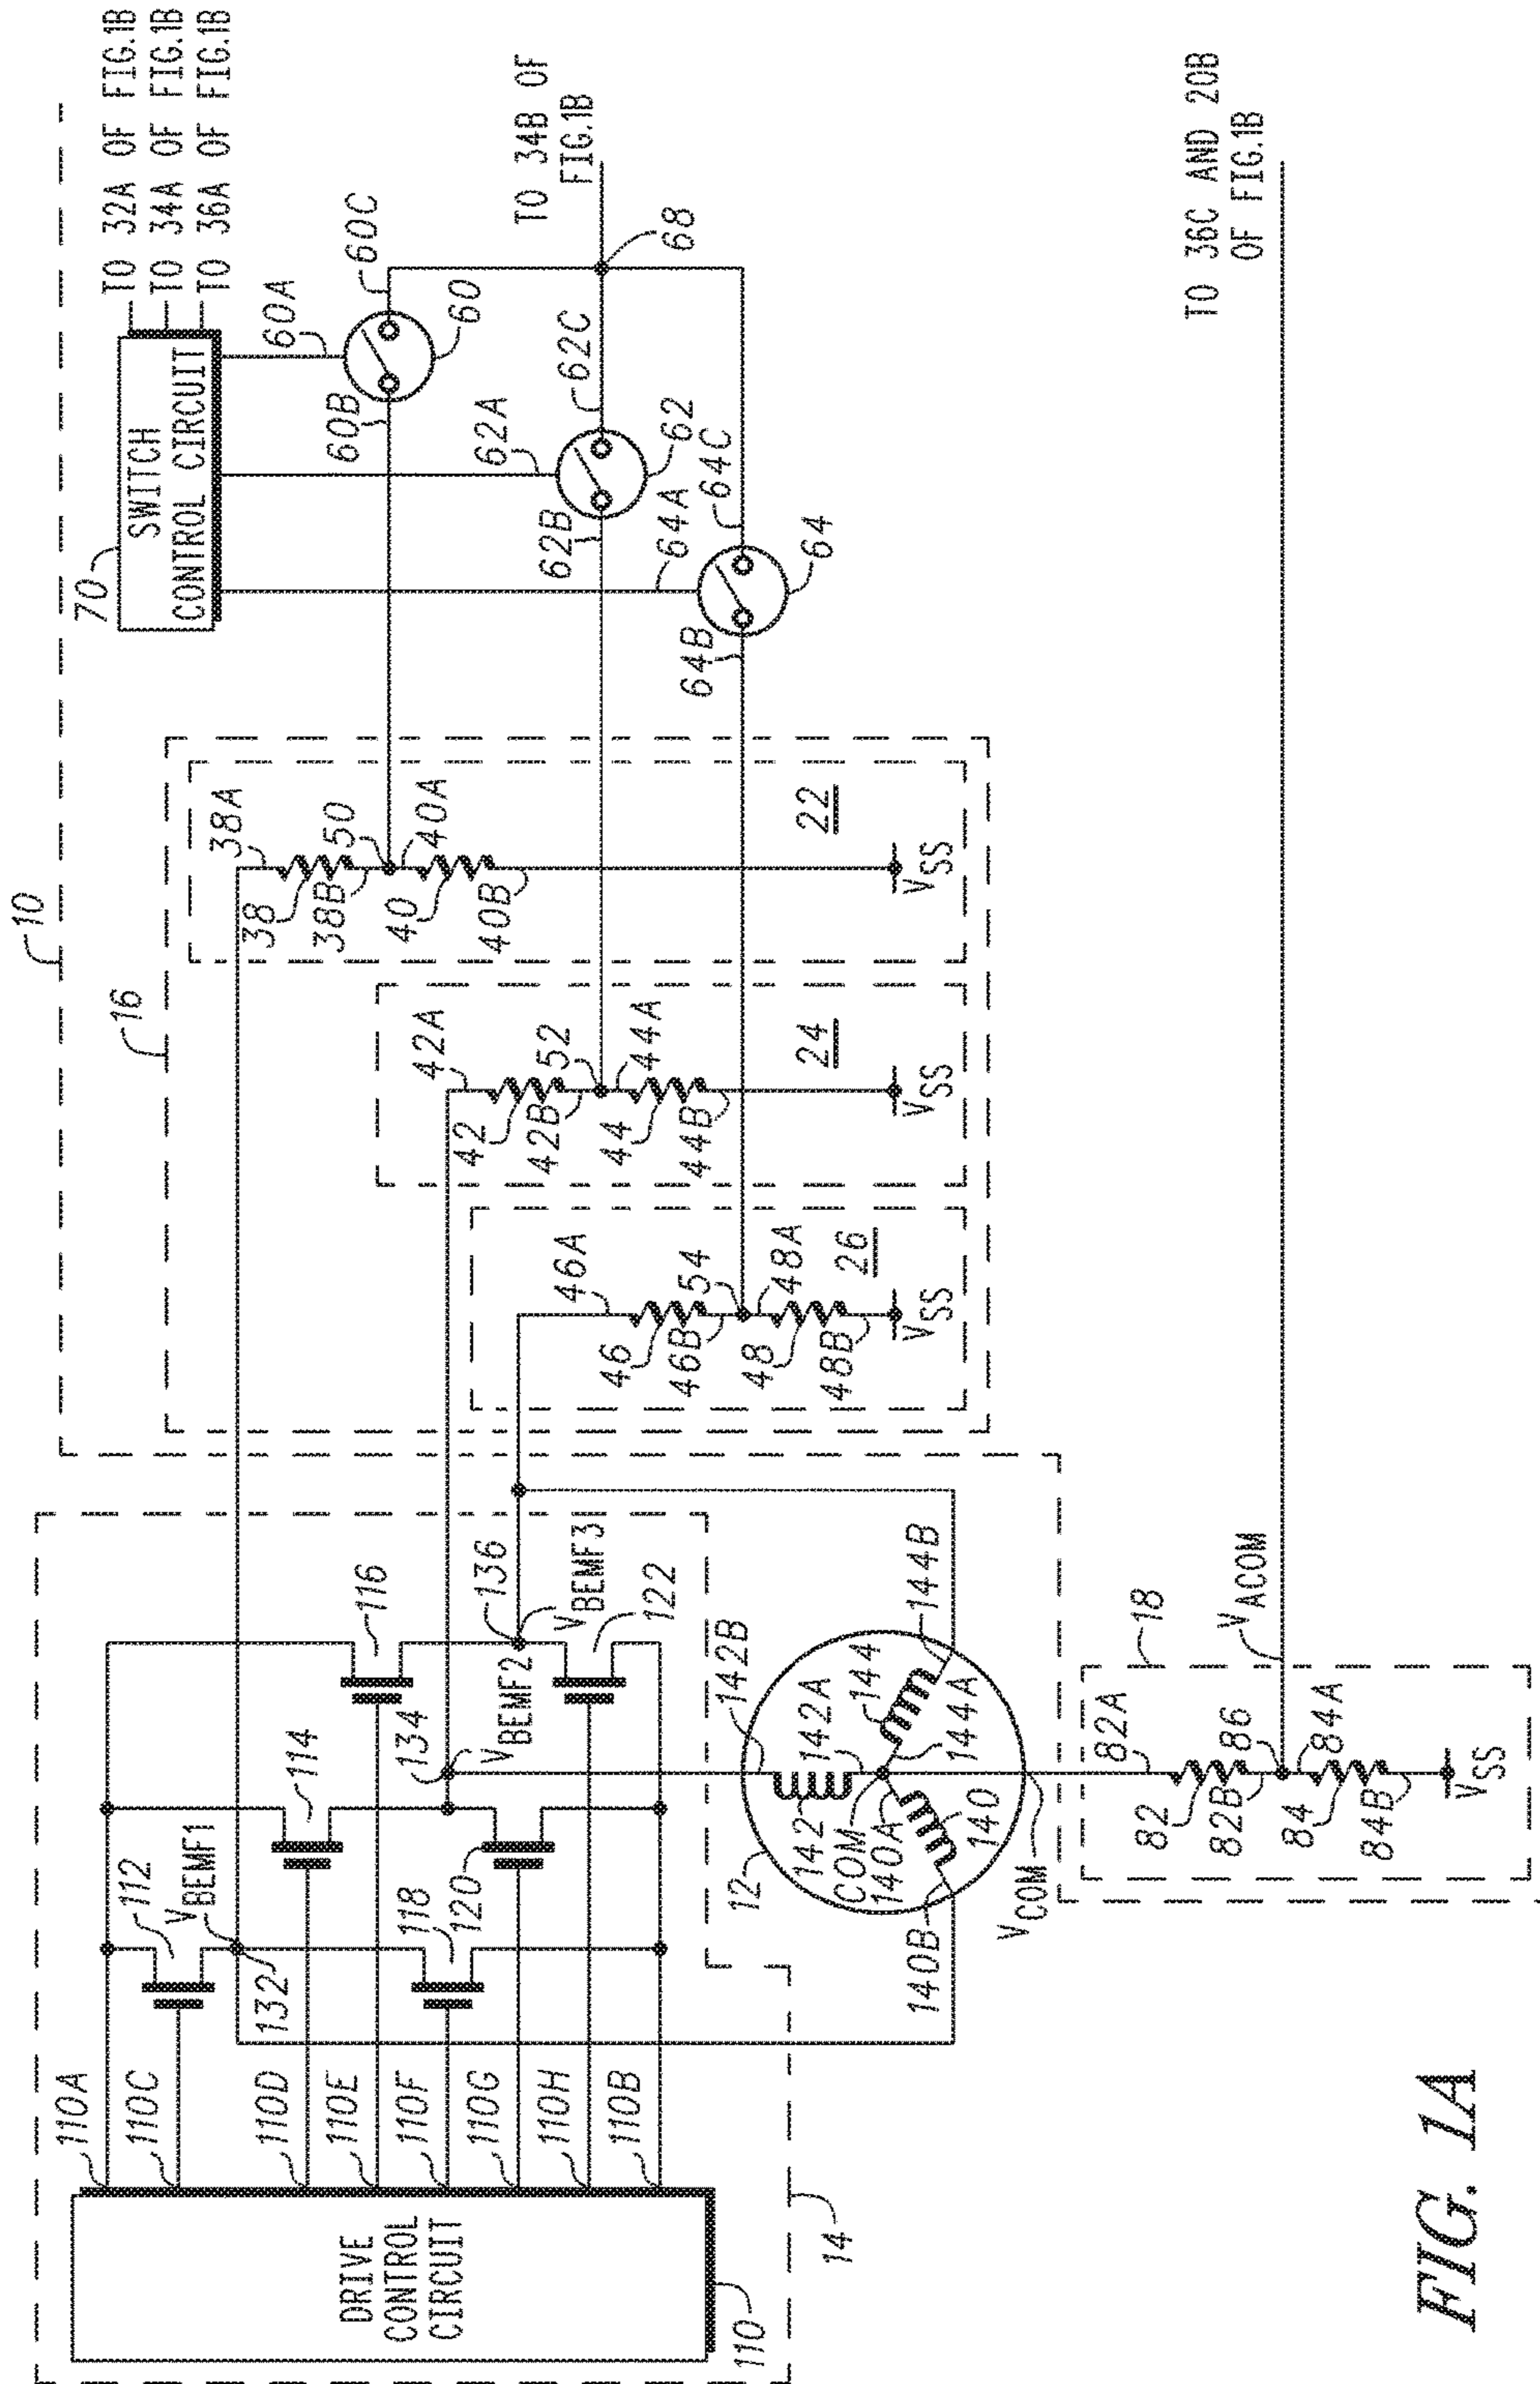 10
16
70
SWITCH
CONTROL CIRCUIT
TO 32A OF FIG.1B
TO 34A OF FIG.1B
TO 36A OF FIG.1B
60A
60B
60C
60
62A
62B
62C
62
64A
64B
64C
64
68
TO 34B OF
FIG.1B
38A
38
38B
50
40A
40
40B
22
VSS
42A
42
42B
52
44A
44
44B
24
VSS
46A
46
46B
54
48A
48
48B
26
VSS
DRIVE
CONTROL
CIRCUIT
110
14
110A
110C
110D
110E
110F
110G
110H
110B
112
VBEMF1
132
114
116
118
120
134
VBEMF2
136
VBEMF3
122
12
142B
142
142A
COM
140A
140
140B
144
144A
144B
VCOM
18
82A
82
82B
86
84A
84
84B
VSS
VACOM
TO 36C AND 20B
OF FIG.1B
FIG. 1A